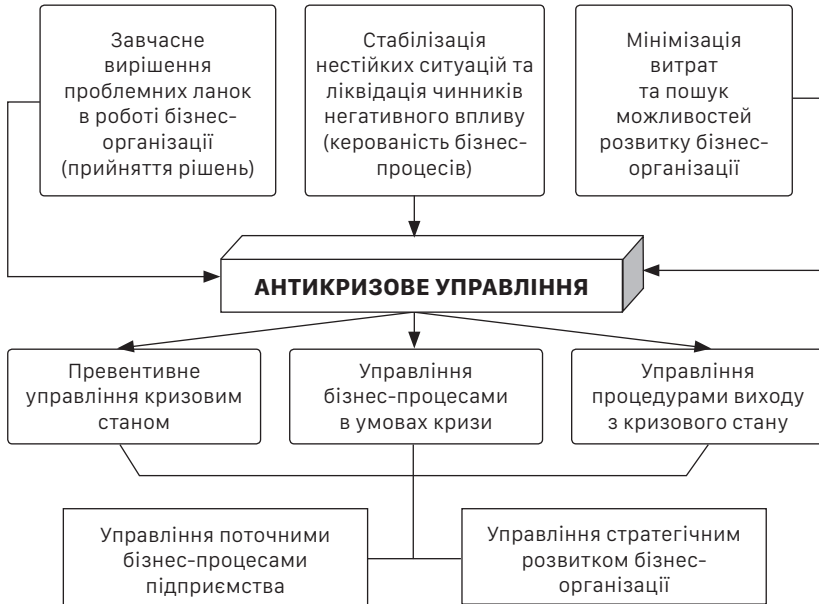 Завчасне
вирішення
проблемних ланок
в роботі бізнес-
організації
(прийняття рішень)
Стабілізація
нестійких ситуацій та
ліквідація чинників
негативного впливу
(керованість бізнес-
процесів)
Мінімізація
витрат
та пошук
можливостей
розвитку бізнес-
організації
АНТИКРИЗОВЕ УПРАВЛІННЯ
Превентивне
управління кризовим
станом
Управління
бізнес-процесами
в умовах кризи
Управління
процедурами виходу
з кризового стану
Управління поточними
бізнес-процесами
підприємства
Управління стратегічним
розвитком бізнес-
організації